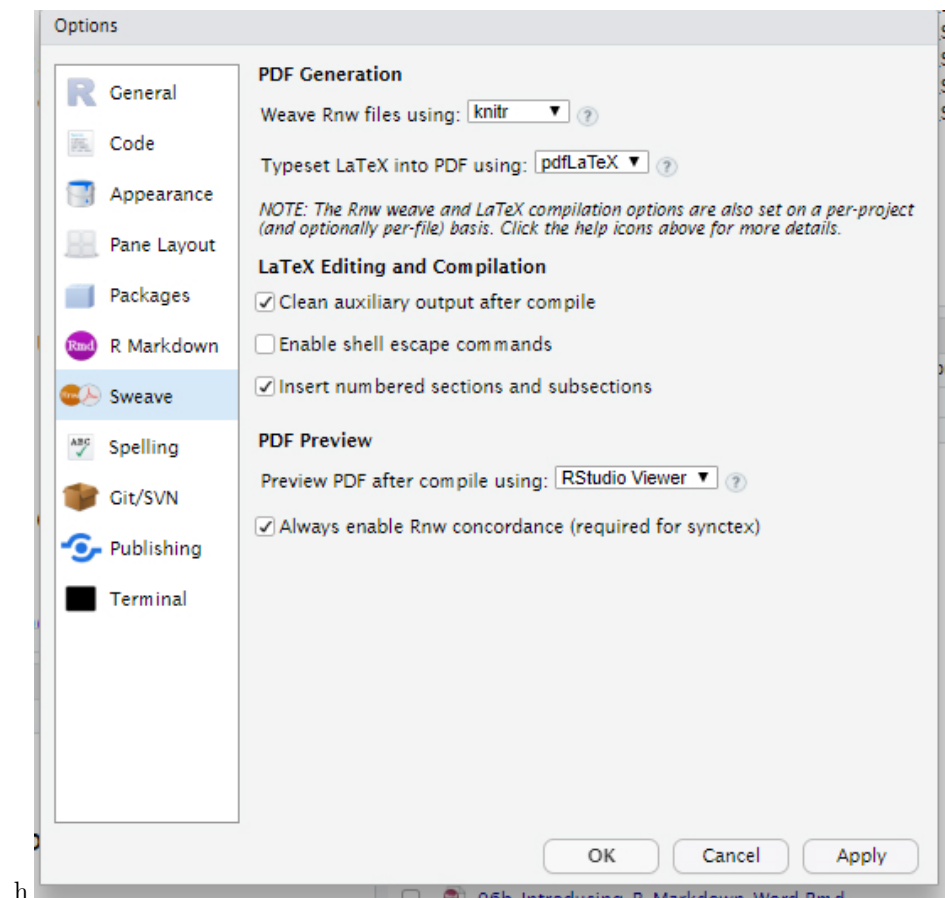 Options
General
Code
Appearance
Pane Layout
Packages
Rmd R Markdown
Sweave
ABC Spelling
Git/SVN
Publishing
Terminal
PDF Generation
Weave Rnw files using: knitr
Typeset LaTeX into PDF using: pdfLaTeX
NOTE: The Rnw weave and LaTeX compilation options are also set on a per-project
(and optionally per-file) basis. Click the help icons above for more details.
LaTeX Editing and Compilation
Clean auxiliary output after compile
Enable shell escape commands
Insert numbered sections and subsections
PDF Preview
Preview PDF after compile using: RStudio Viewer
Always enable Rnw concordance (required for synctex)
OK Cancel Apply
h